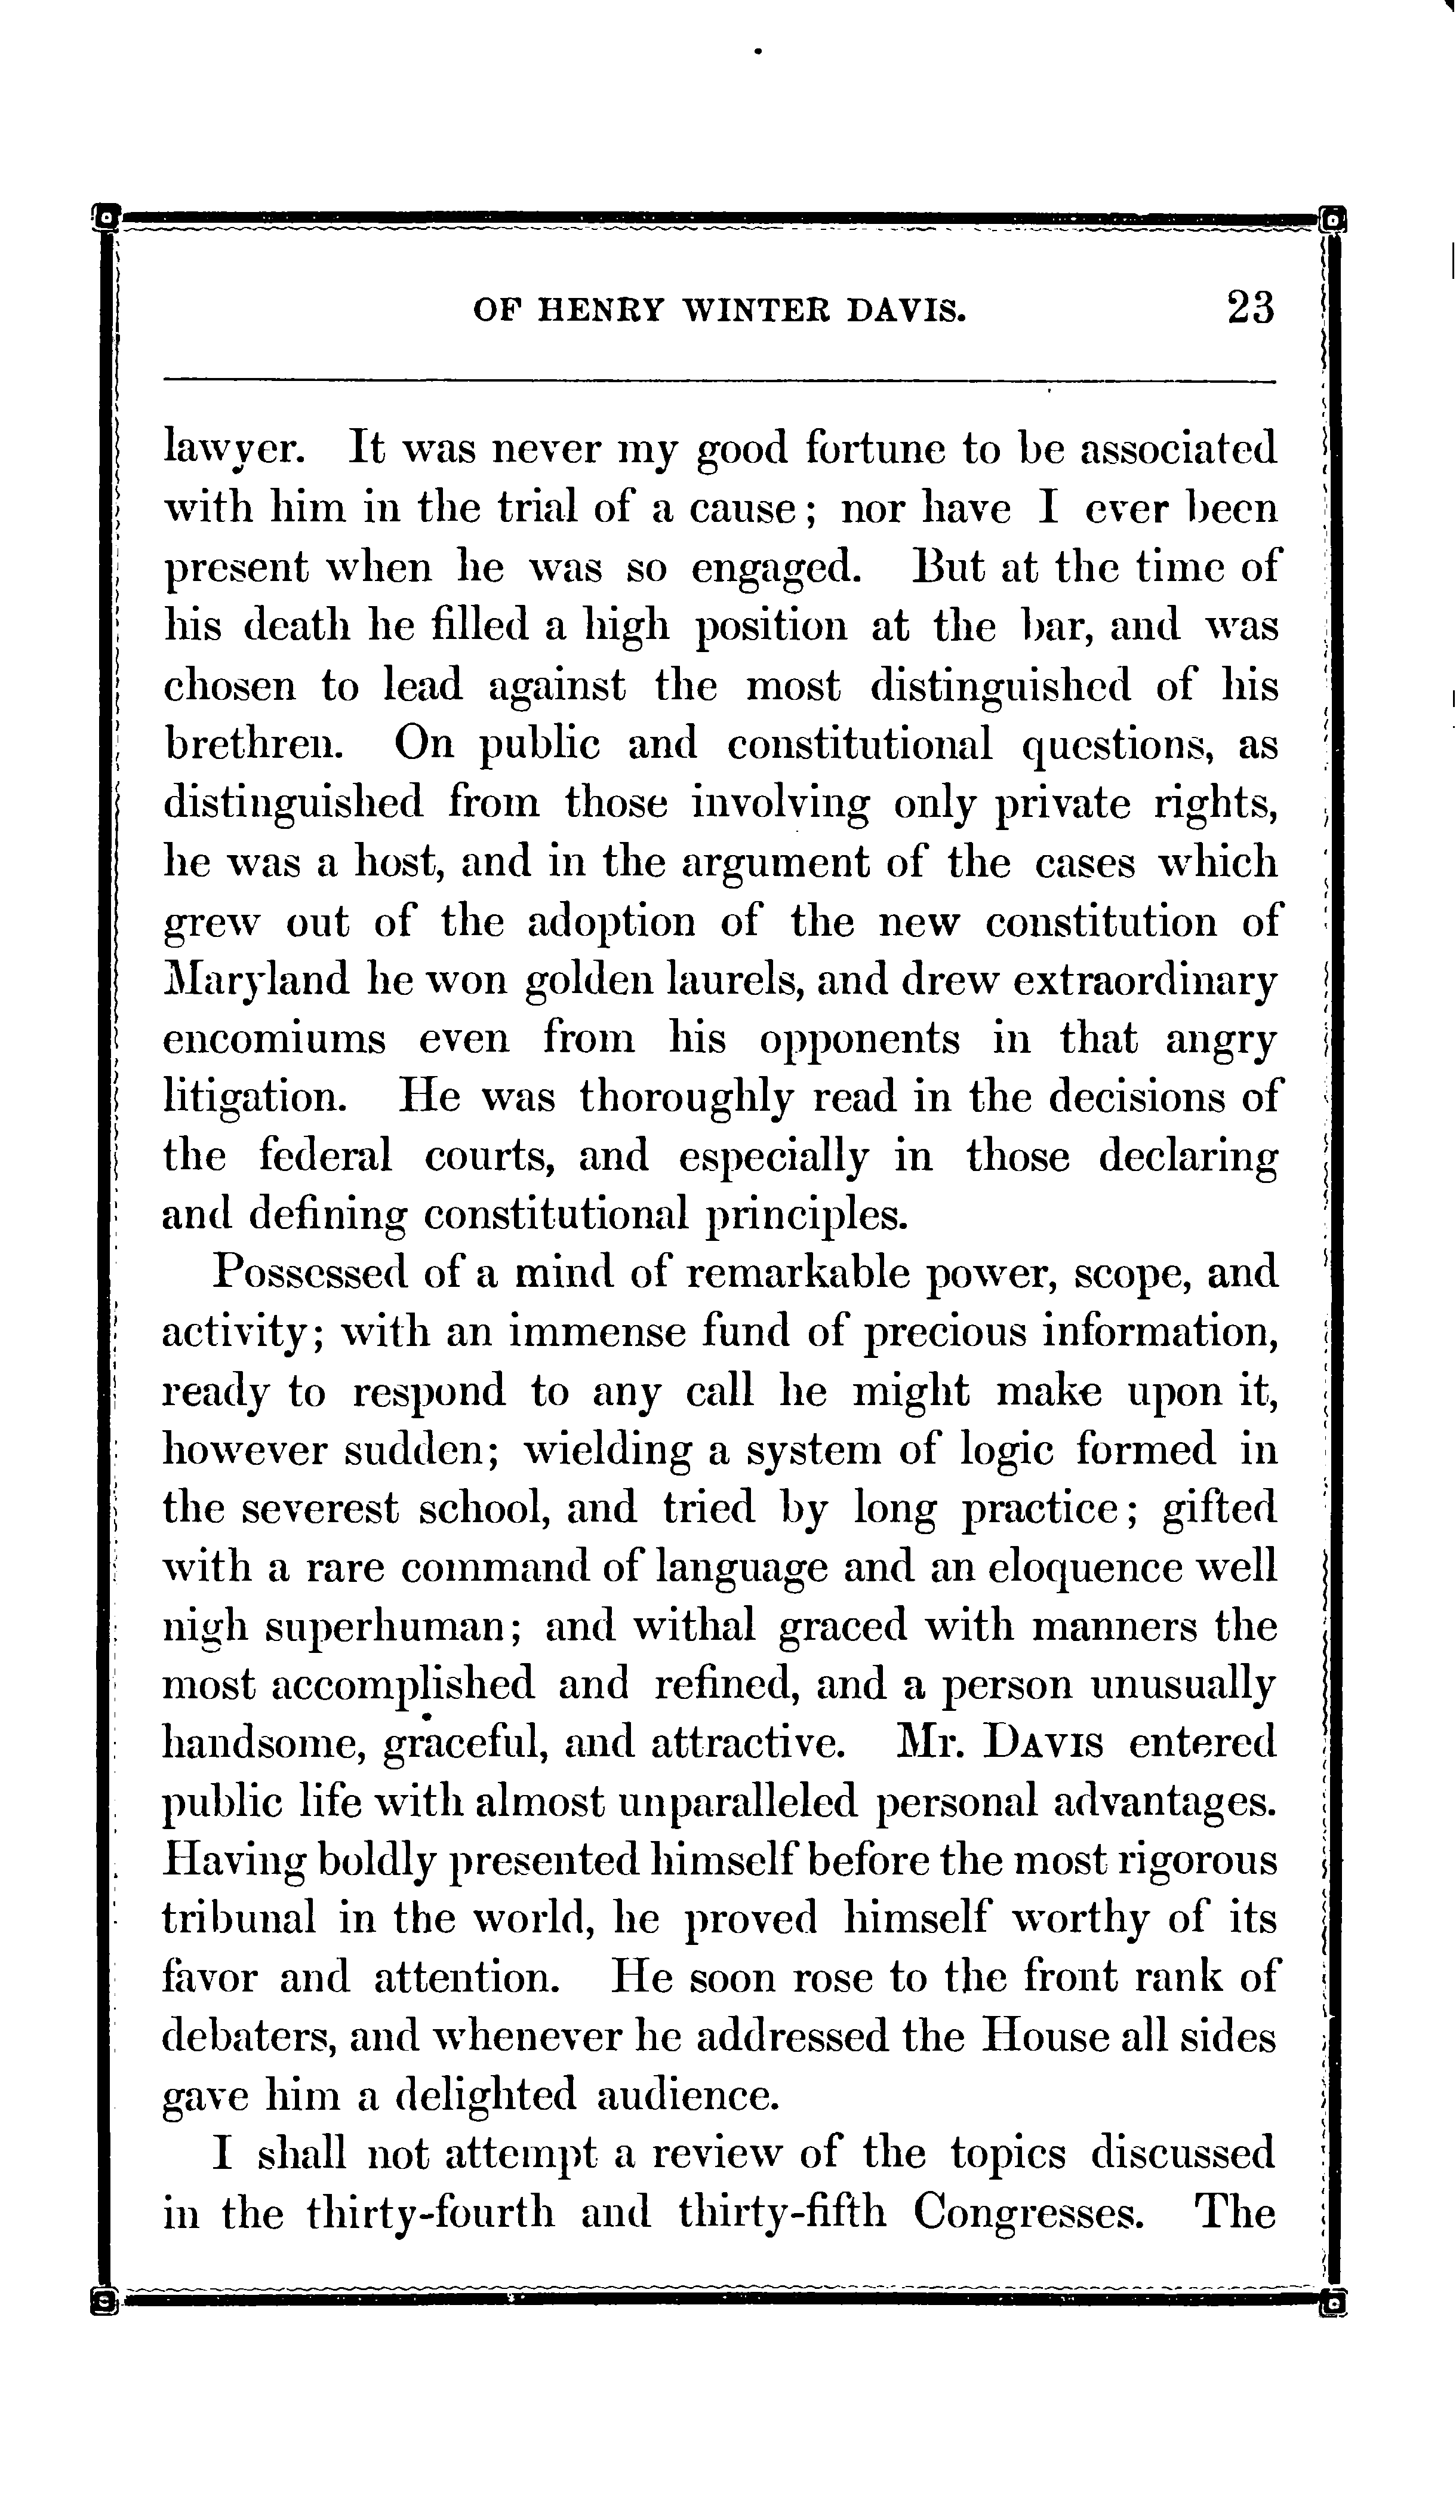 OF HENRY WINTER DAVIS. 23
lawyer. It was never my good fortune to be associated
with him in the trial of a cause; nor have I ever been
present when he was so engaged. But at the time of
his death he filled a high position at the bar, and was
chosen to lead against the most distinguished of his
brethren. On public and constitutional questions, as
distinguished from those involving only private rights,
he was a host, and in the argument of the cases which
grew out of the adoption of the new constitution of
Maryland he won golden laurels, and drew extraordinary
encomiums even from his opponents in that angry
litigation. He was thoroughly read in the decisions of
the federal courts, and especially in those declaring
and defining constitutional principles.
Possessed of a mind of remarkable power, scope, and
activity; with an immense fund of precious information,
ready to respond to any call he might make upon it,
however sudden; wielding a system of logic formed in
the severest school, and tried by long practice; gifted
with a rare command of language and an eloquence well
nigh superhuman; and withal graced with manners the
most accomplished and refined, and a person unusually
handsome, graceful, and attractive. Mr. DAVIS entered
public life with almost unparalleled personal advantages.
Having boldly presented himself before the most rigorous
tribunal in the world, he proved himself worthy of its
favor and attention. He soon rose to the front rank of
debaters, and whenever he addressed the House all sides
gave him a delighted audience.
I shall not attempt a review of the topics discussed
in the thirty-fourth and thirty-fifth Congresses. The